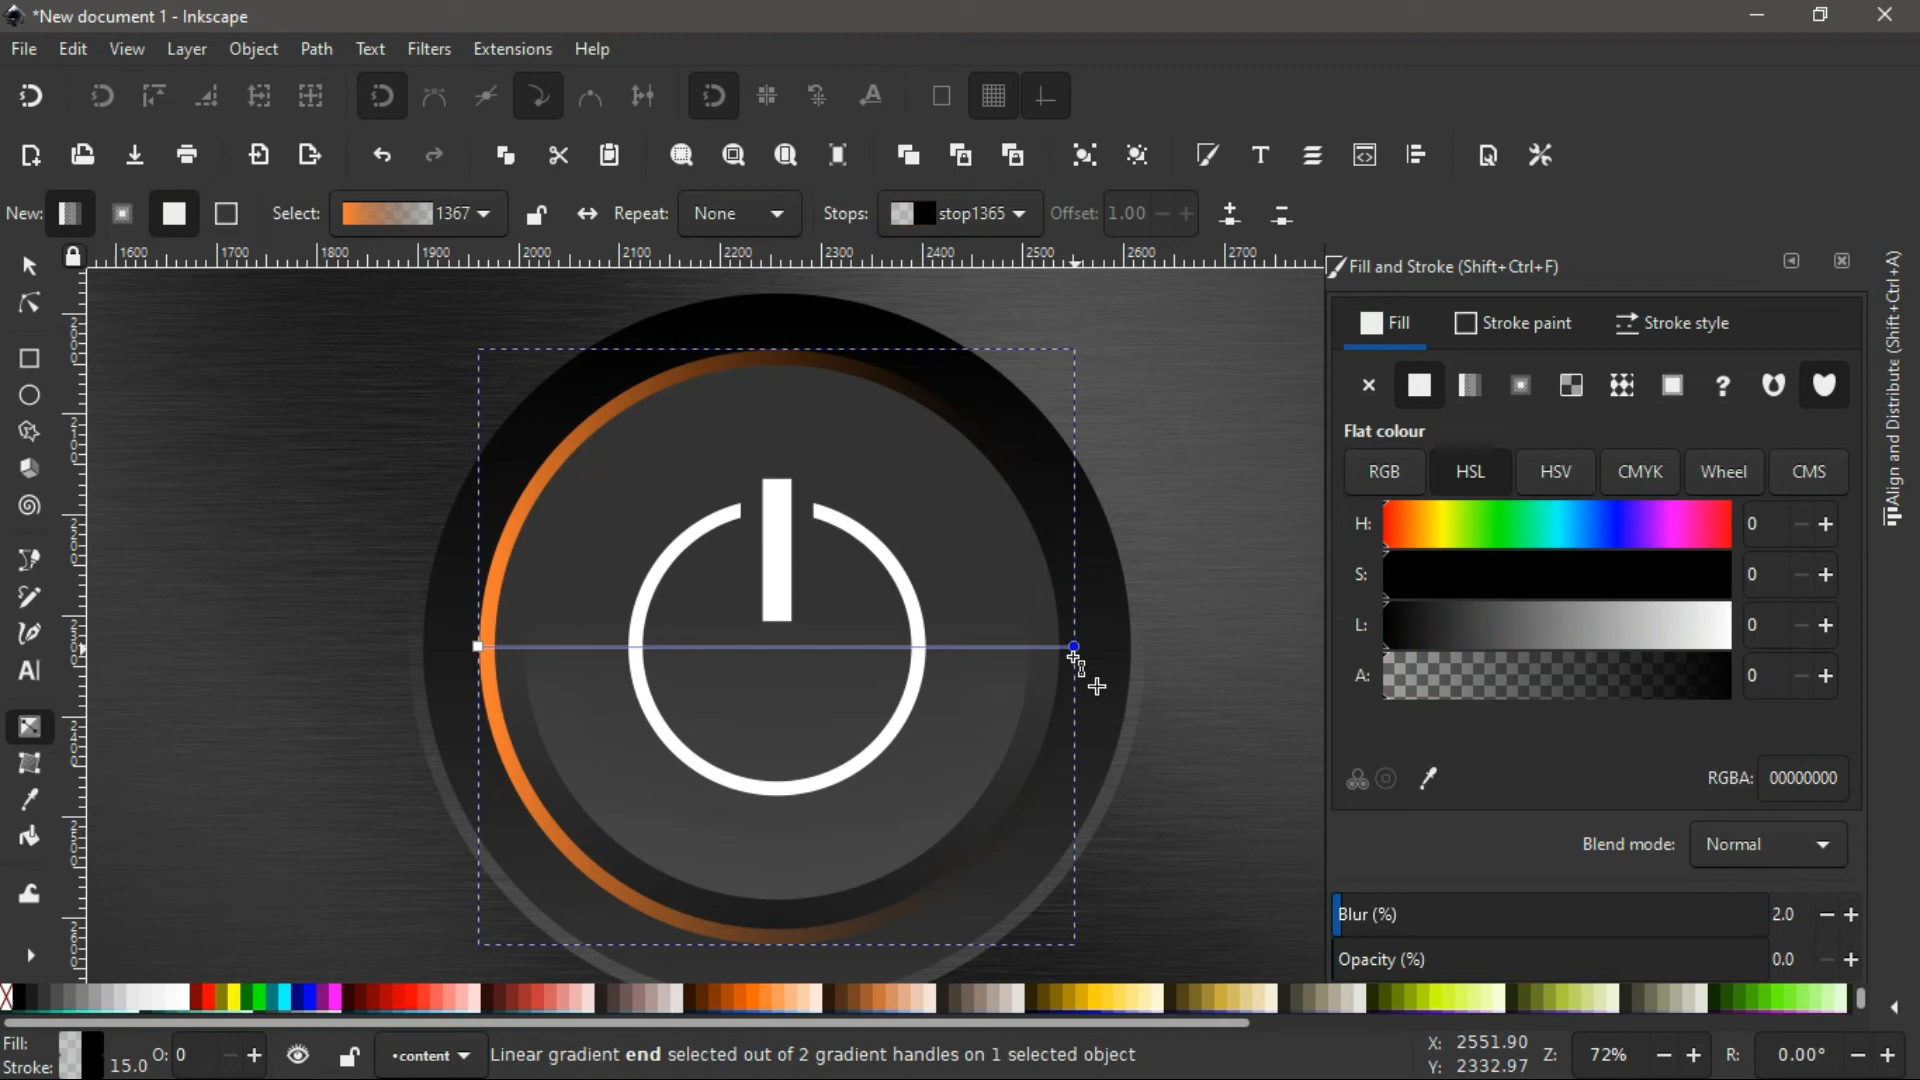 *New document 1 - Inkscape
File Edit View Layer Object Path Text Filters Extensions Help
New: Select: 1367 Repeat: None Stops: stop1365 Offset: 1.00
1600 1700 1800 1900 2000 2100 2200 2300 2400 2500 2600 2700
Fill and Stroke (Shift+Ctrl+F)
Align and Distribute (Shift+Ctrl+A)
Fill Stroke paint Stroke style
Flat colour
RGB HSL HSV CMYK Wheel CMS
H: 0
S: 0
L: 0
A: 0
RGBA: 00000000
Blend mode: Normal
Blur (%) 2.0
Opacity (%) 0.0
Fill:
Stroke: 15.0 O: 0 •content Linear gradient end selected out of 2 gradient handles on 1 selected object
X: 2551.90
Y: 2332.97
Z: 72% R: 0.00°